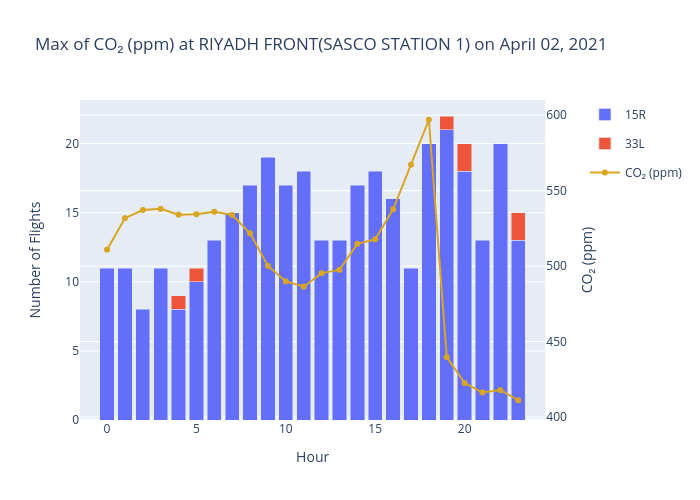 Max of CO₂ (ppm) at RIYADH FRONT(SASCO STATION 1) on April 02, 2021
Number of Flights
0
5
10
15
20
0
5
10
15
20
Hour
400
450
500
550
600
CO₂ (ppm)
15R
33L
CO₂ (ppm)